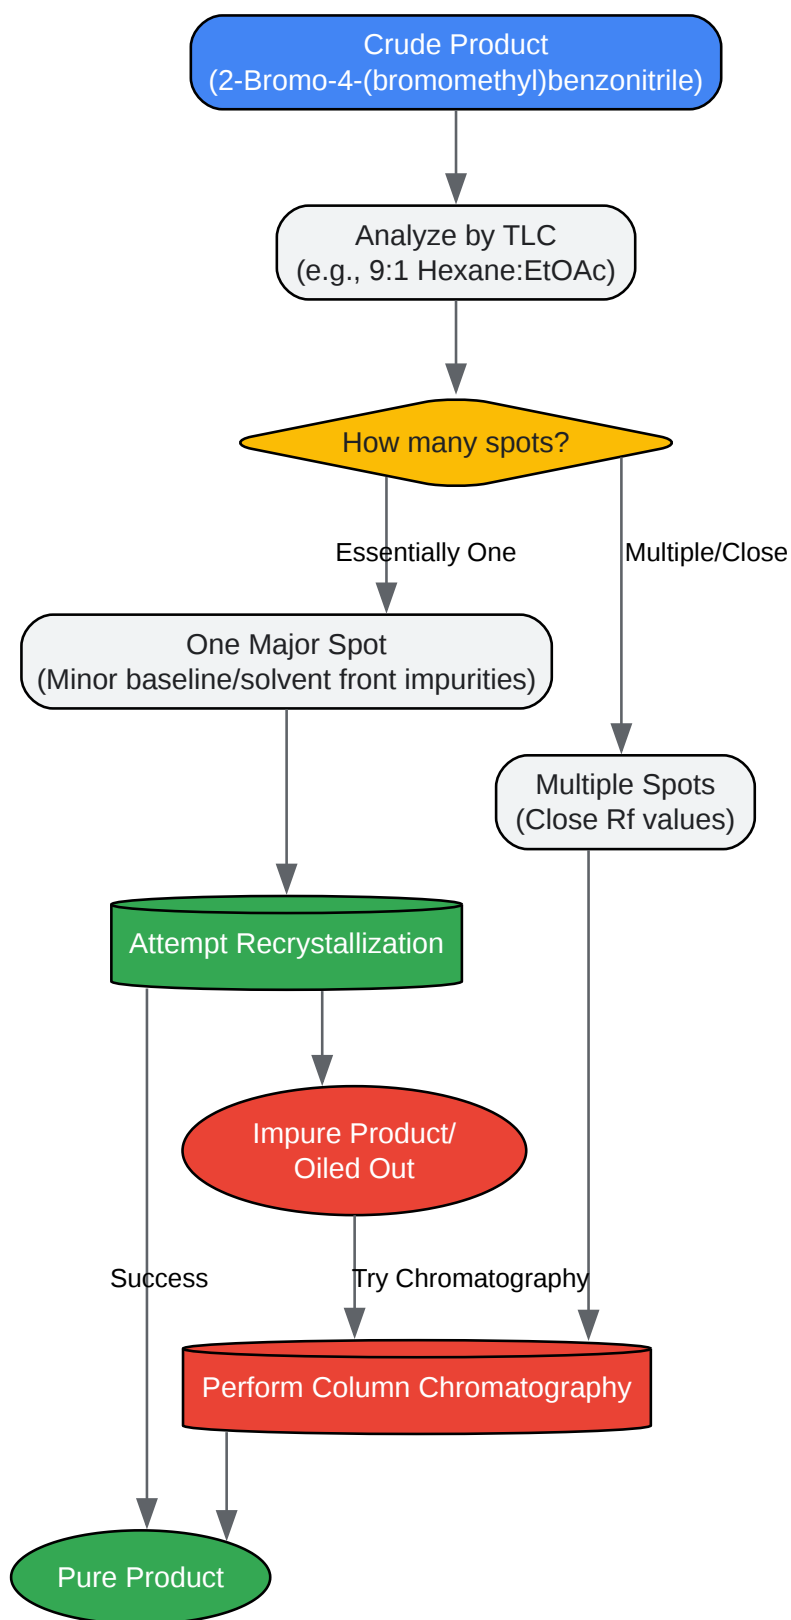 Crude Product
(2-Bromo-4-(bromomethyl)benzonitrile)
Analyze by TLC
(e.g., 9:1 Hexane:EtOAc)
How many spots?
Essentially One
Multiple/Close
One Major Spot
(Minor baseline/solvent front impurities)
Multiple Spots
(Close Rf values)
Attempt Recrystallization
Impure Product/
Oiled Out
Success
Try Chromatography
Perform Column Chromatography
Pure Product